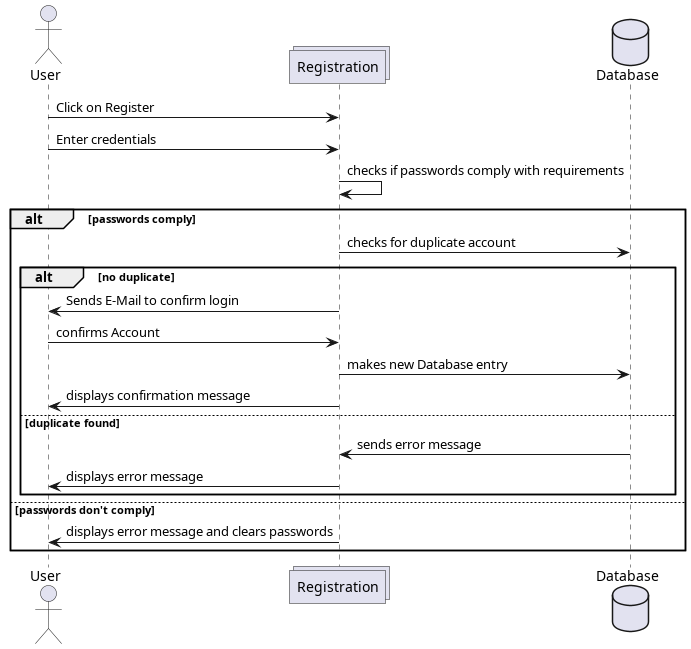 User
Registration
Database
Click on Register
Enter credentials
checks if passwords comply with requirements
alt [passwords comply]
checks for duplicate account
alt [no duplicate]
Sends E-Mail to confirm login
confirms Account
makes new Database entry
displays confirmation message
[duplicate found]
sends error message
displays error message
[passwords don't comply]
displays error message and clears passwords
User
Registration
Database